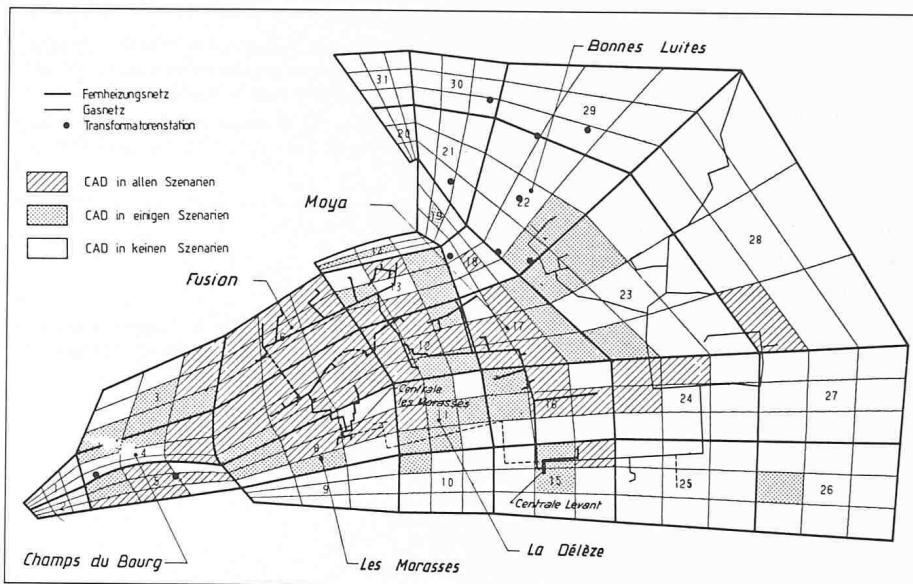 Bonnes Luites
Fernheizungsnetz
Gasnetz
Transformatorenstation
CAD in allen Szenarien
CAD in einigen Szenarien
CAD in keinen Szenarien
Moya
Fusion
31
30
29
20
21
22
19
18
28
23
14
13
17
12
3
Centrale
les Morasses
11
16
24
27
4
5
8
9
10
15
25
26
Centrale Levant
Champs du Bourg
Les Morasses
La Délèze